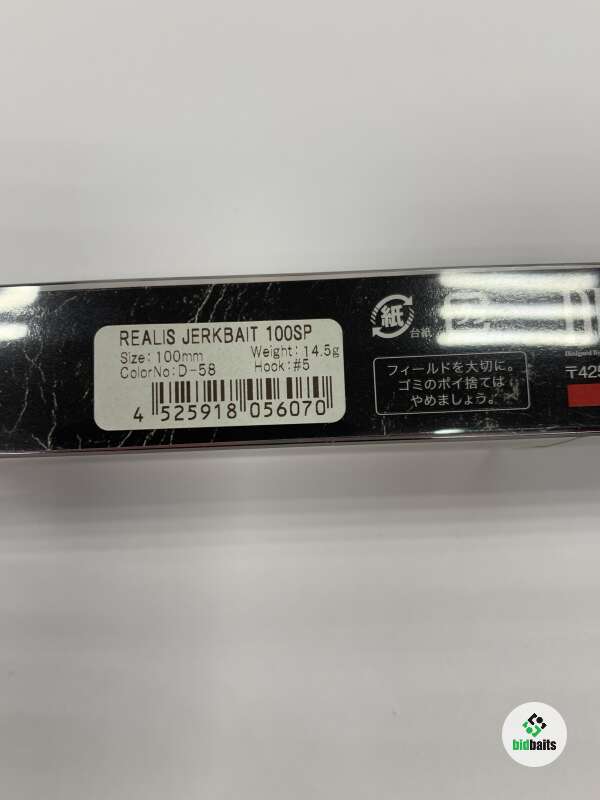 REALIS JERKBAIT 100SP
Size:100mm Weight:14.5g
ColorNo:D-58 Hook:#5
4 525918 056070
紙
台紙
フィールドを大切に。
ゴミのポイ捨ては
やめましょう。
〒425
bidbaits